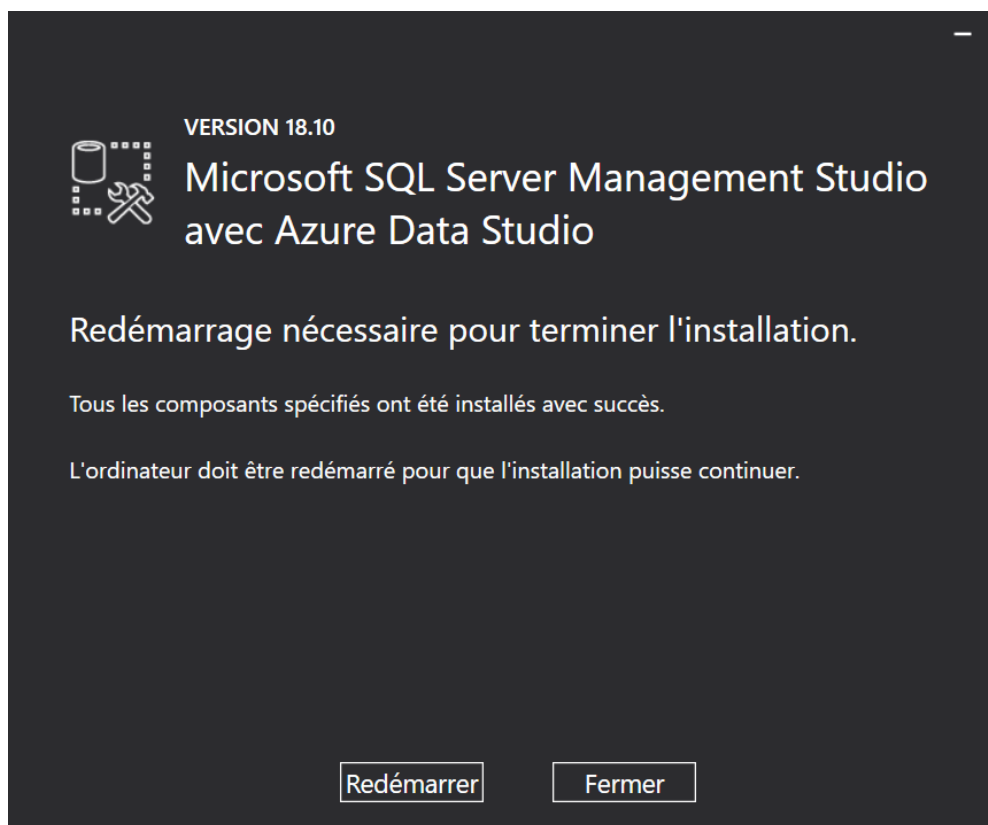 VERSION 18.10
Microsoft SQL Server Management Studio
avec Azure Data Studio
Redémarrage nécessaire pour terminer l'installation.
Tous les composants spécifiés ont été installés avec succès.
L'ordinateur doit être redémarré pour que l'installation puisse continuer.
Redémarrer
Fermer